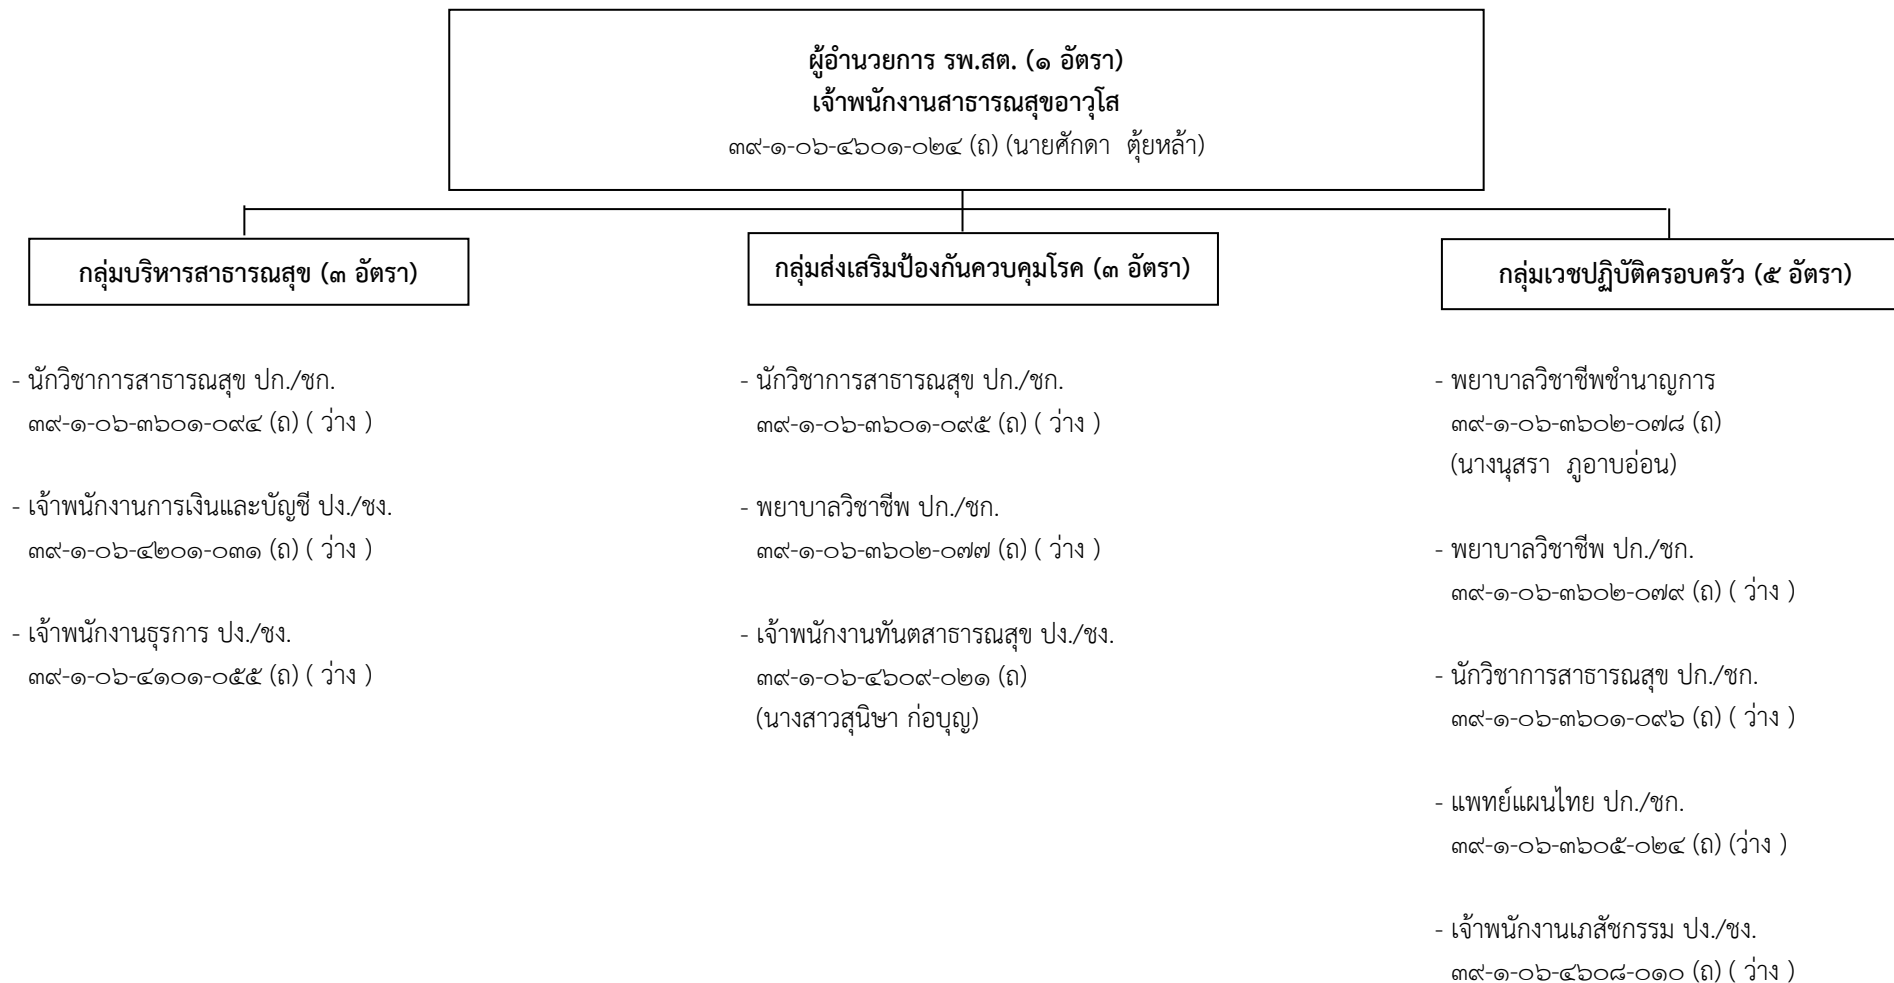 ผู้อำนวยการ รพ.สต. (๑ อัตรา)
เจ้าพนักงานสาธารณสุขอาวุโส
๓๙-๑-๐๖-๔๖๐๑-๐๒๔ (ถ) (นายศักดา ตุ้ยหล้า)
กลุ่มบริหารสาธารณสุข (๓ อัตรา)
- นักวิชาการสาธารณสุข ปก./ชก.
๓๙-๑-๐๖-๓๖๐๑-๐๙๔ (ถ) ( ว่าง )
- เจ้าพนักงานการเงินและบัญชี ปง./ชง.
๓๙-๑-๐๖-๔๒๐๑-๐๓๑ (ถ) ( ว่าง )
- เจ้าพนักงานธุรการ ปง./ชง.
๓๙-๑-๐๖-๔๑๐๑-๐๕๕ (ถ) ( ว่าง )
กลุ่มส่งเสริมป้องกันควบคุมโรค (๓ อัตรา)
- นักวิชาการสาธารณสุข ปก./ชก.
๓๙-๑-๐๖-๓๖๐๑-๐๙๕ (ถ) ( ว่าง )
- พยาบาลวิชาชีพ ปก./ชก.
๓๙-๑-๐๖-๓๖๐๒-๐๗๗ (ถ) ( ว่าง )
- เจ้าพนักงานทันตสาธารณสุข ปง./ชง.
๓๙-๑-๐๖-๔๖๐๙-๐๒๑ (ถ)
(นางสาวสุนิษา ก่อบุญ)
กลุ่มเวชปฏิบัติครอบครัว (๕ อัตรา)
- พยาบาลวิชาชีพชำนาญการ
๓๙-๑-๐๖-๓๖๐๒-๐๗๘ (ถ)
(นางนุสรา ภูอาบอ่อน)
- พยาบาลวิชาชีพ ปก./ชก.
๓๙-๑-๐๖-๓๖๐๒-๐๗๙ (ถ) ( ว่าง )
- นักวิชาการสาธารณสุข ปก./ชก.
๓๙-๑-๐๖-๓๖๐๑-๐๙๖ (ถ) ( ว่าง )
- แพทย์แผนไทย ปก./ชก.
๓๙-๑-๐๖-๓๖๐๕-๐๒๔ (ถ) (ว่าง )
- เจ้าพนักงานเภสัชกรรม ปง./ชง.
๓๙-๑-๐๖-๔๖๐๘-๐๑๐ (ถ) ( ว่าง )